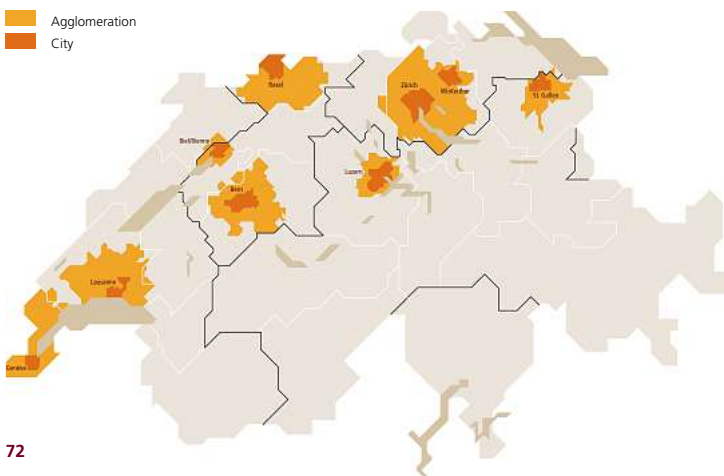 Agglomeration
City
Basel
Zürich
Winterthur
St. Gallen
Biel/Bienne
Luzern
Bern
Lausanne
Genève
72